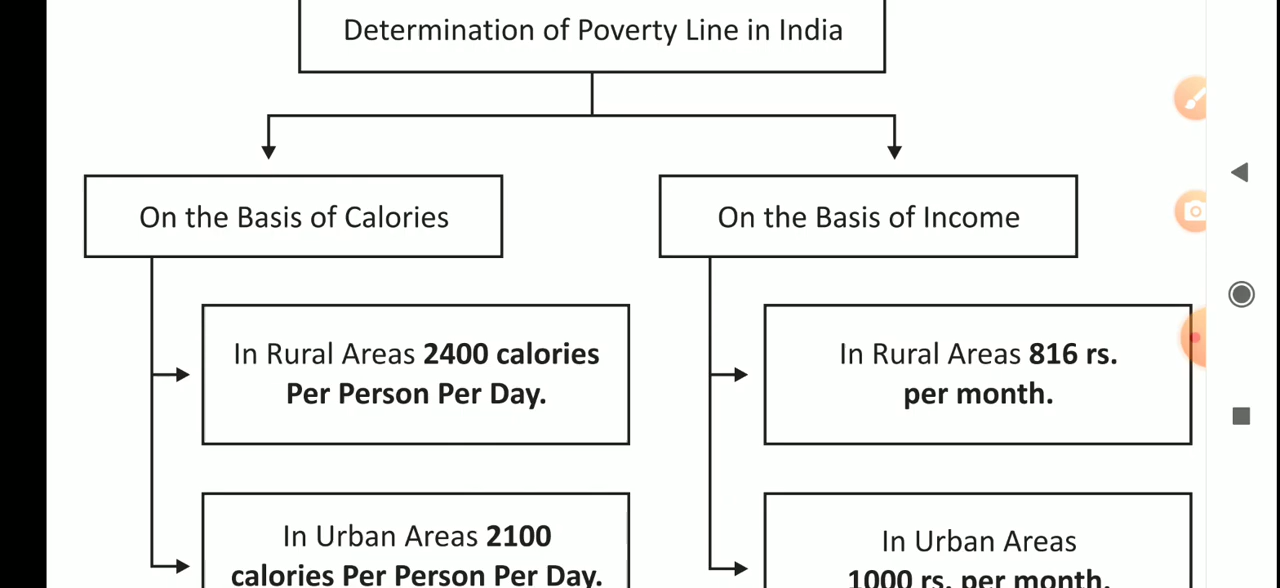 Determination of Poverty Line in India
On the Basis of Calories
On the Basis of Income
In Rural Areas 2400 calories
Per Person Per Day.
In Rural Areas 816 rs.
per month.
In Urban Areas 2100
calories Per Person Per Day.
In Urban Areas
1000 rs. per month.